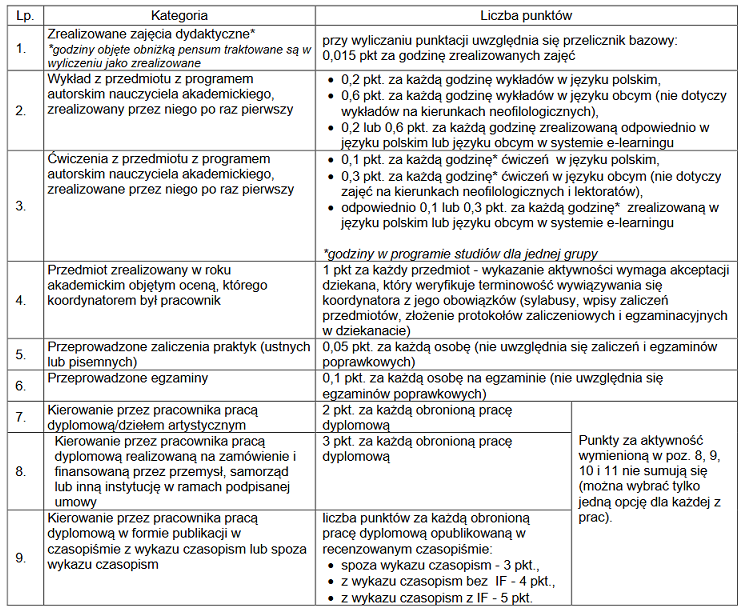 Lp.
Kategoria
Liczba punktów
1.
Zrealizowane zajęcia dydaktyczne*
*godziny objęte obniżką pensum traktowane są w
wyliczeniu jako zrealizowane
przy wyliczaniu punktacji uwzględnia się przelicznik bazowy:
0,015 pkt za godzinę zrealizowanych zajęć
2.
Wykład z przedmiotu z programem
autorskim nauczyciela akademickiego,
zrealizowany przez niego po raz pierwszy
• 0,2 pkt. za każdą godzinę wykładów w języku polskim,
• 0,6 pkt. za każdą godzinę wykładów w języku obcym (nie dotyczy
wykładów na kierunkach neofilologicznych),
• 0,2 lub 0,6 pkt. za każdą godzinę zrealizowaną odpowiednio w
języku polskim lub języku obcym w systemie e-learningu
3.
Ćwiczenia z przedmiotu z programem
autorskim nauczyciela akademickiego,
zrealizowane przez niego po raz pierwszy
• 0,1 pkt. za każdą godzinę* ćwiczeń w języku polskim,
• 0,3 pkt. za każdą godzinę* ćwiczeń w języku obcym (nie dotyczy
zajęć na kierunkach neofilologicznych i lektoratów),
• odpowiednio 0,1 lub 0,3 pkt. za każdą godzinę* zrealizowaną w
języku polskim lub języku obcym w systemie e-learningu
*godziny w programie studiów dla jednej grupy
4.
Przedmiot zrealizowany w roku
akademickim objętym oceną, którego
koordynatorem był pracownik
1 pkt za każdy przedmiot - wykazanie aktywności wymaga akceptacji
dziekana, który weryfikuje terminowość wywiązywania się
koordynatora z jego obowiązków (sylabusy, wpisy zaliczeń
przedmiotów, złożenie protokołów zaliczeniowych i egzaminacyjnych
w dziekanacie)
5.
Przeprowadzone zaliczenia praktyk (ustnych
lub pisemnych)
0,05 pkt. za każdą osobę (nie uwzględnia się zaliczeń i egzaminów
poprawkowych)
6.
Przeprowadzone egzaminy
0,1 pkt. za każdą osobę na egzaminie (nie uwzględnia się
egzaminów poprawkowych)
7.
Kierowanie przez pracownika pracą
dyplomową/dziełem artystycznym
2 pkt. za każdą obronioną pracę
dyplomową
8.
Kierowanie przez pracownika pracą
dyplomową realizowaną na zamówienie i
finansowaną przez przemysł, samorząd
lub inną instytucję w ramach podpisanej
umowy
3 pkt. za każdą obronioną pracę
dyplomową
Punkty za aktywność
wymienioną w poz. 8, 9,
10 i 11 nie sumują się
(można wybrać tylko
jedną opcję dla każdej z
prac).
9.
Kierowanie przez pracownika pracą
dyplomową w formie publikacji w
czasopiśmie z wykazu czasopism lub spoza
wykazu czasopism
liczba punktów za każdą obronioną
pracę dyplomową opublikowaną w
recenzowanym czasopiśmie:
• spoza wykazu czasopism - 3 pkt.,
• z wykazu czasopism bez IF - 4 pkt.,
• z wykazu czasopism z IF - 5 pkt.